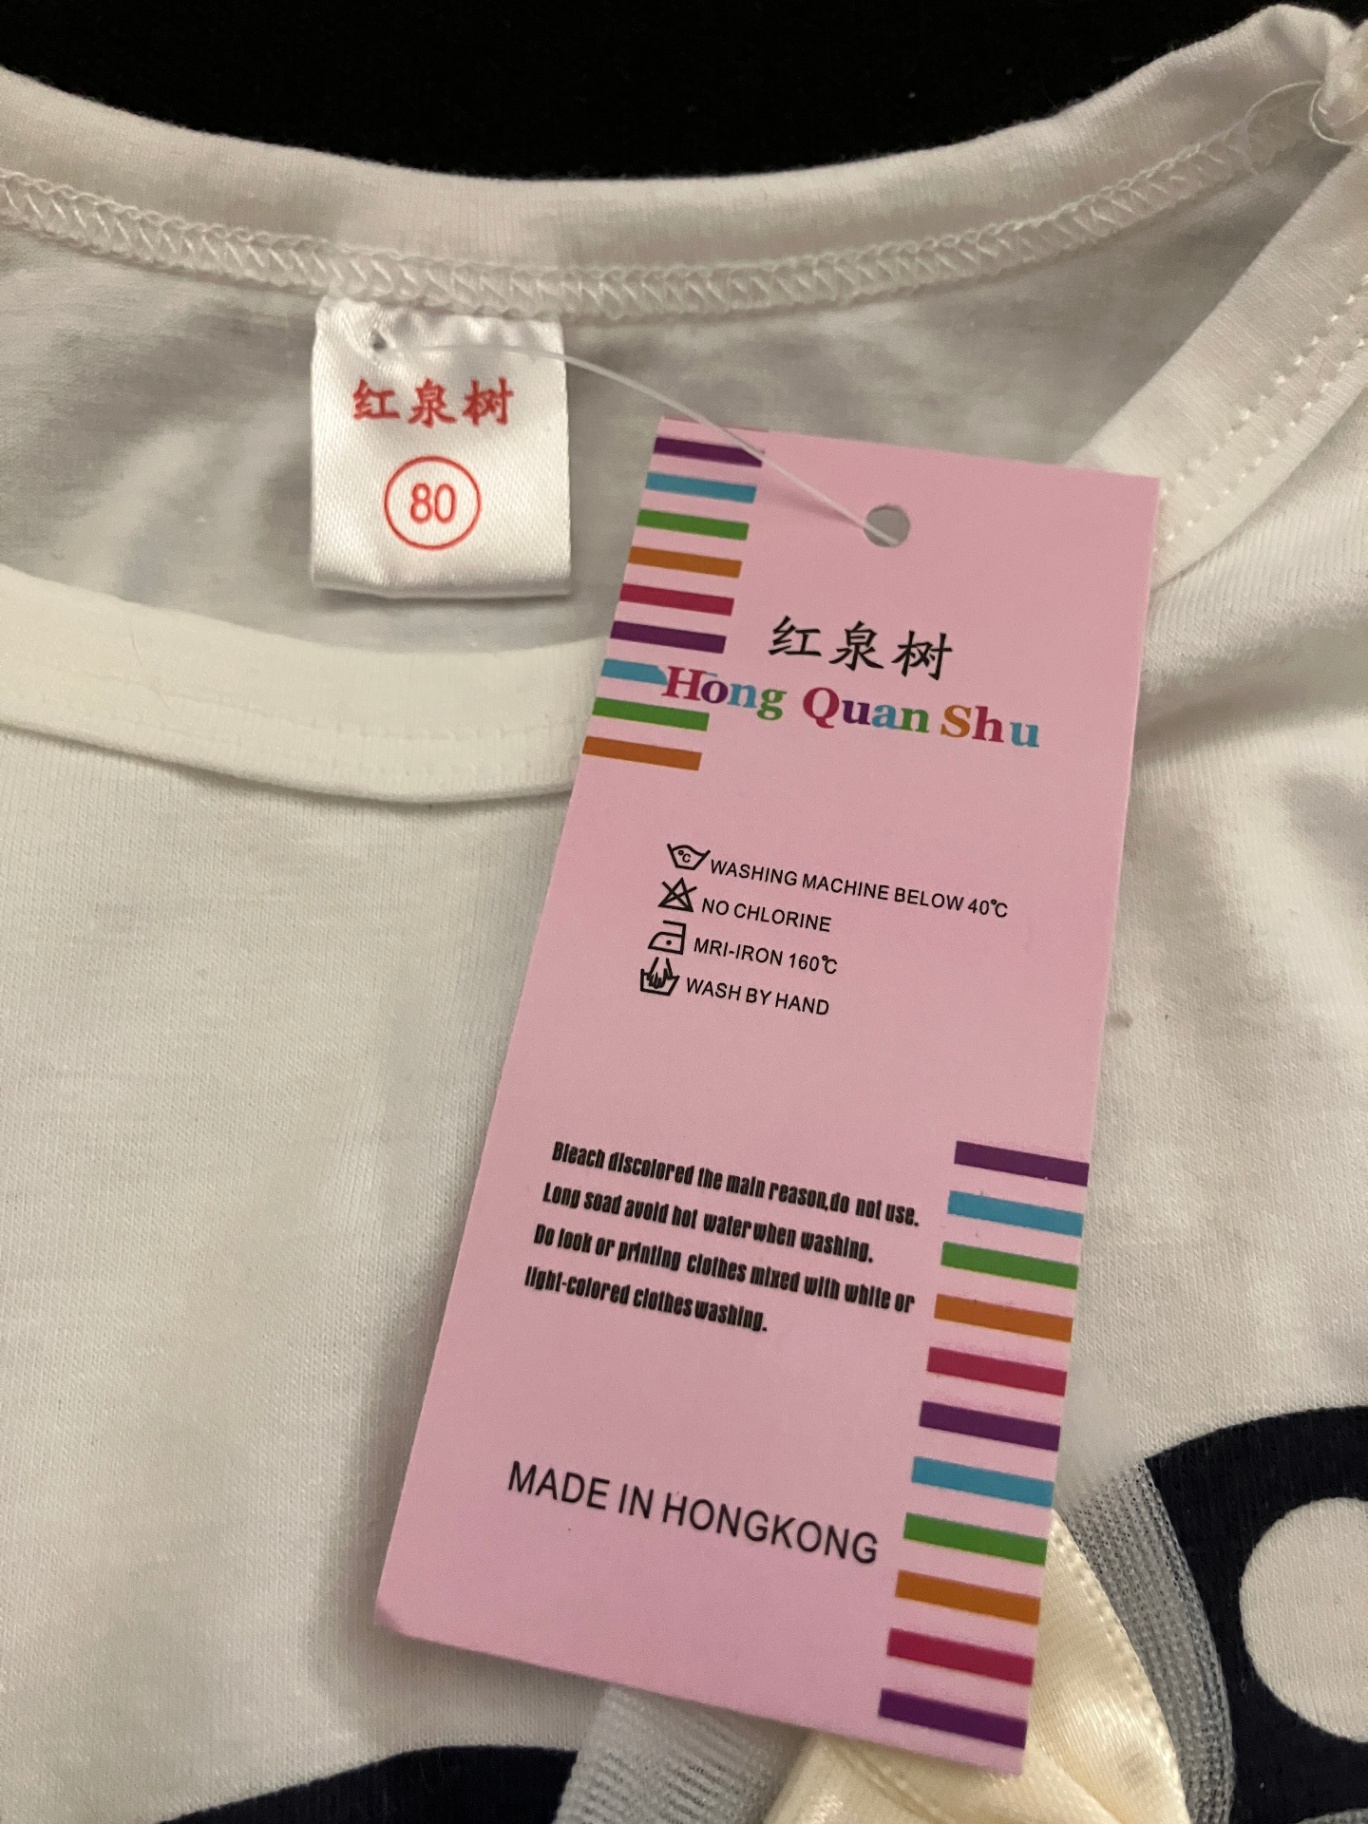 红泉树
80
红泉树
Hong Quan Shu
°C WASHING MACHINE BELOW 40℃
NO CHLORINE
MRI-IRON 160℃
WASH BY HAND
Bleach discolored the main reason,do not use.
Long soad avoid hot water when washing.
Do look or printing clothes mixed with white or
light-colored clothes washing.
MADE IN HONGKONG